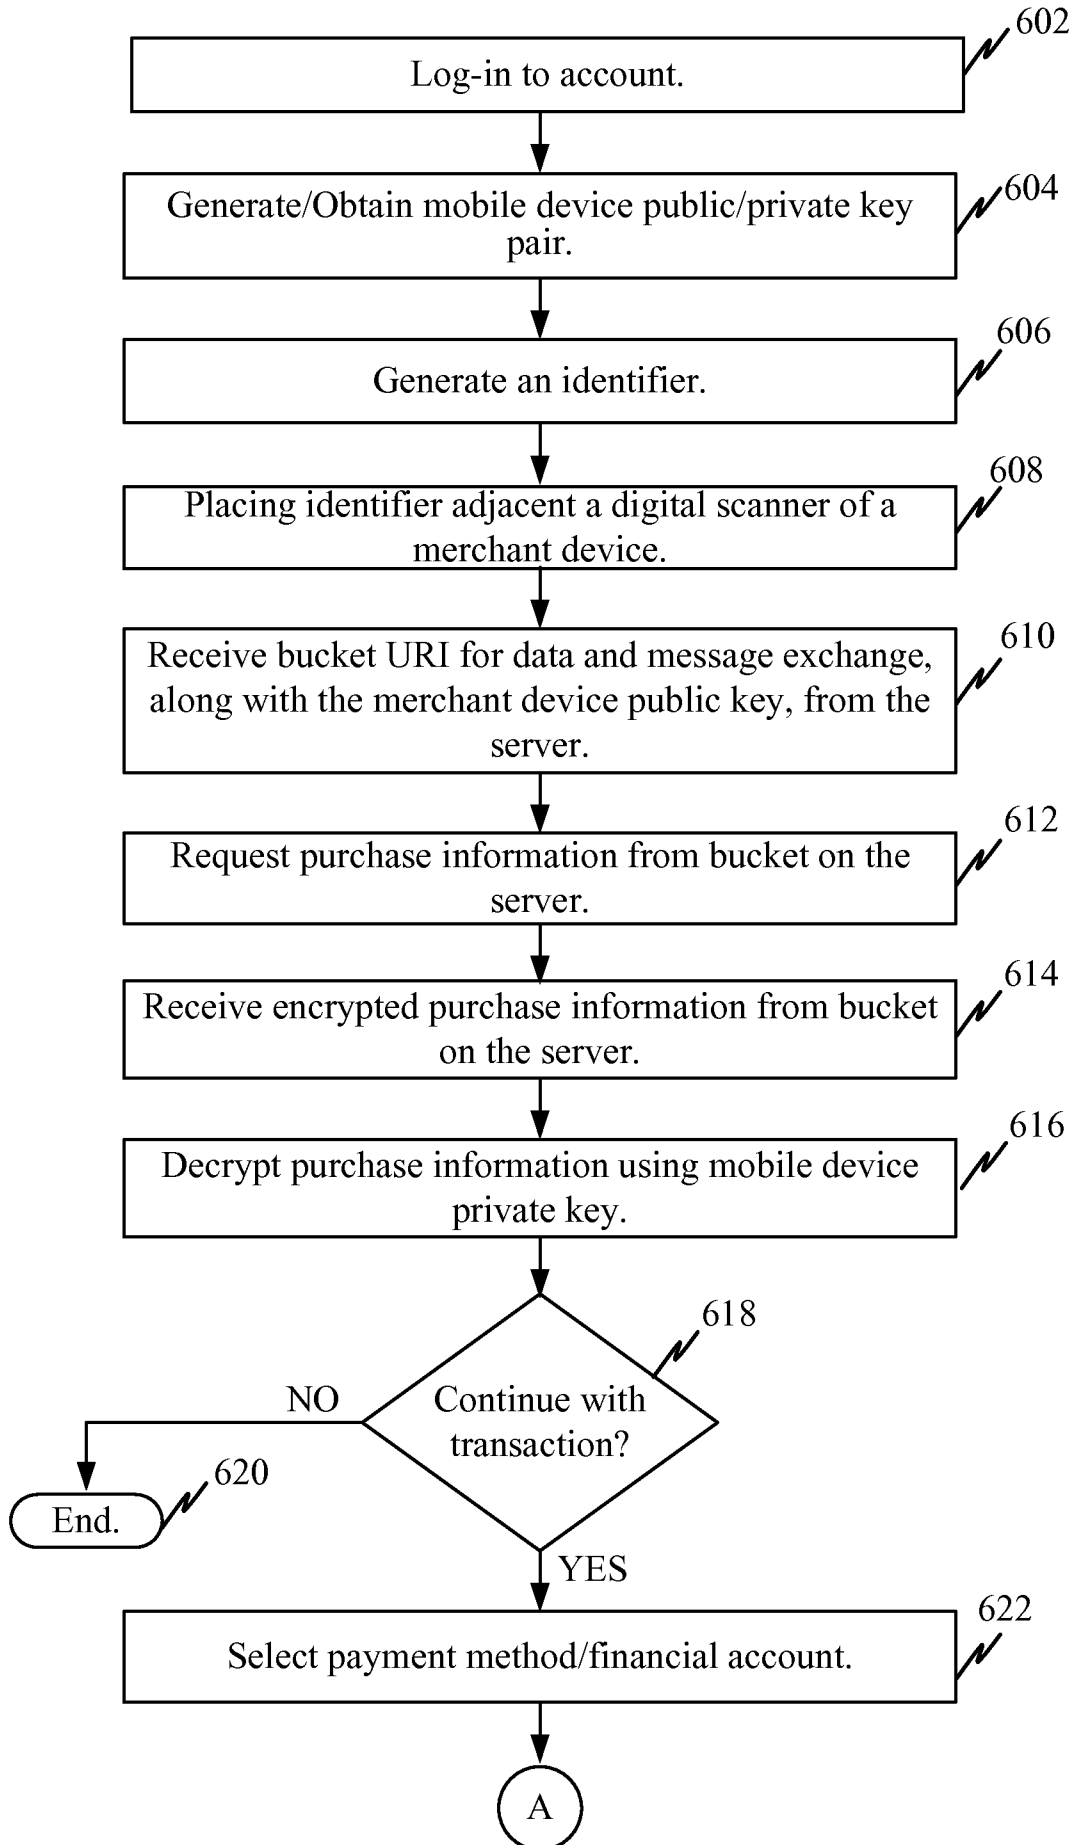 602
Log-in to account.
604
Generate/Obtain mobile device public/private key
pair.
606
Generate an identifier.
608
Placing identifier adjacent a digital scanner of a
merchant device.
610
Receive bucket URI for data and message exchange,
along with the merchant device public key, from the
server.
612
Request purchase information from bucket on the
server.
614
Receive encrypted purchase information from bucket
on the server.
616
Decrypt purchase information using mobile device
private key.
618
Continue with
transaction?
NO
620
End.
YES
622
Select payment method/financial account.
A